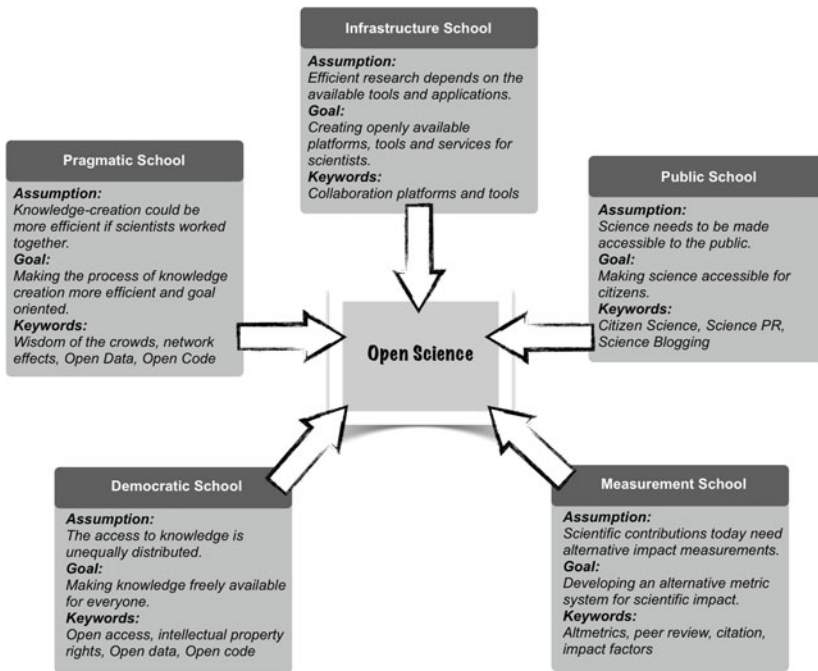 Infrastructure School
Assumption:
Efficient research depends on the
available tools and applications.
Goal:
Creating openly available
platforms, tools and services for
scientists.
Keywords:
Collaboration platforms and tools
Pragmatic School
Assumption:
Knowledge-creation could be
more efficient if scientists worked
together.
Goal:
Making the process of knowledge
creation more efficient and goal
oriented.
Keywords:
Wisdom of the crowds, network
effects, Open Data, Open Code
Public School
Assumption:
Science needs to be made
accessible to the public.
Goal:
Making science accessible for
citizens.
Keywords:
Citizen Science, Science PR,
Science Blogging
Open Science
Democratic School
Assumption:
The access to knowledge is
unequally distributed.
Goal:
Making knowledge freely available
for everyone.
Keywords:
Open access, intellectual property
rights, Open data, Open code
Measurement School
Assumption:
Scientific contributions today need
alternative impact measurements.
Goal:
Developing an alternative metric
system for scientific impact.
Keywords:
Altmetrics, peer review, citation,
impact factors